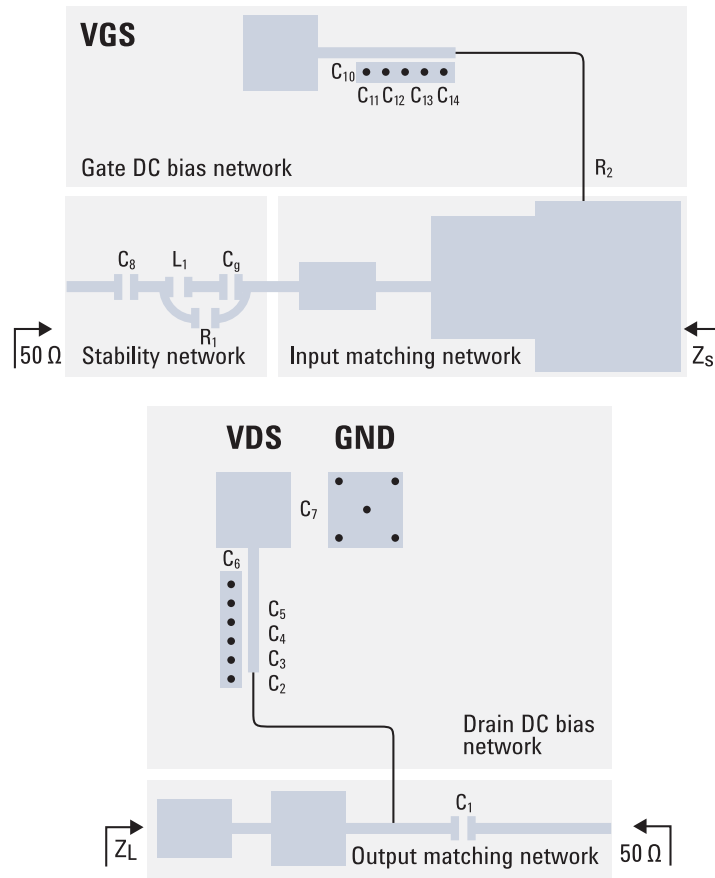 VGS
C₁₀
C₁₁ C₁₂ C₁₃ C₁₄
Gate DC bias network
R₂
C₈ L₁ C₉
R₁
50 Ω
Stability network
Input matching network
Zₛ
VDS GND
C₇
C₆
C₅
C₄
C₃
C₂
Drain DC bias
network
C₁
Z_L
Output matching network
50 Ω